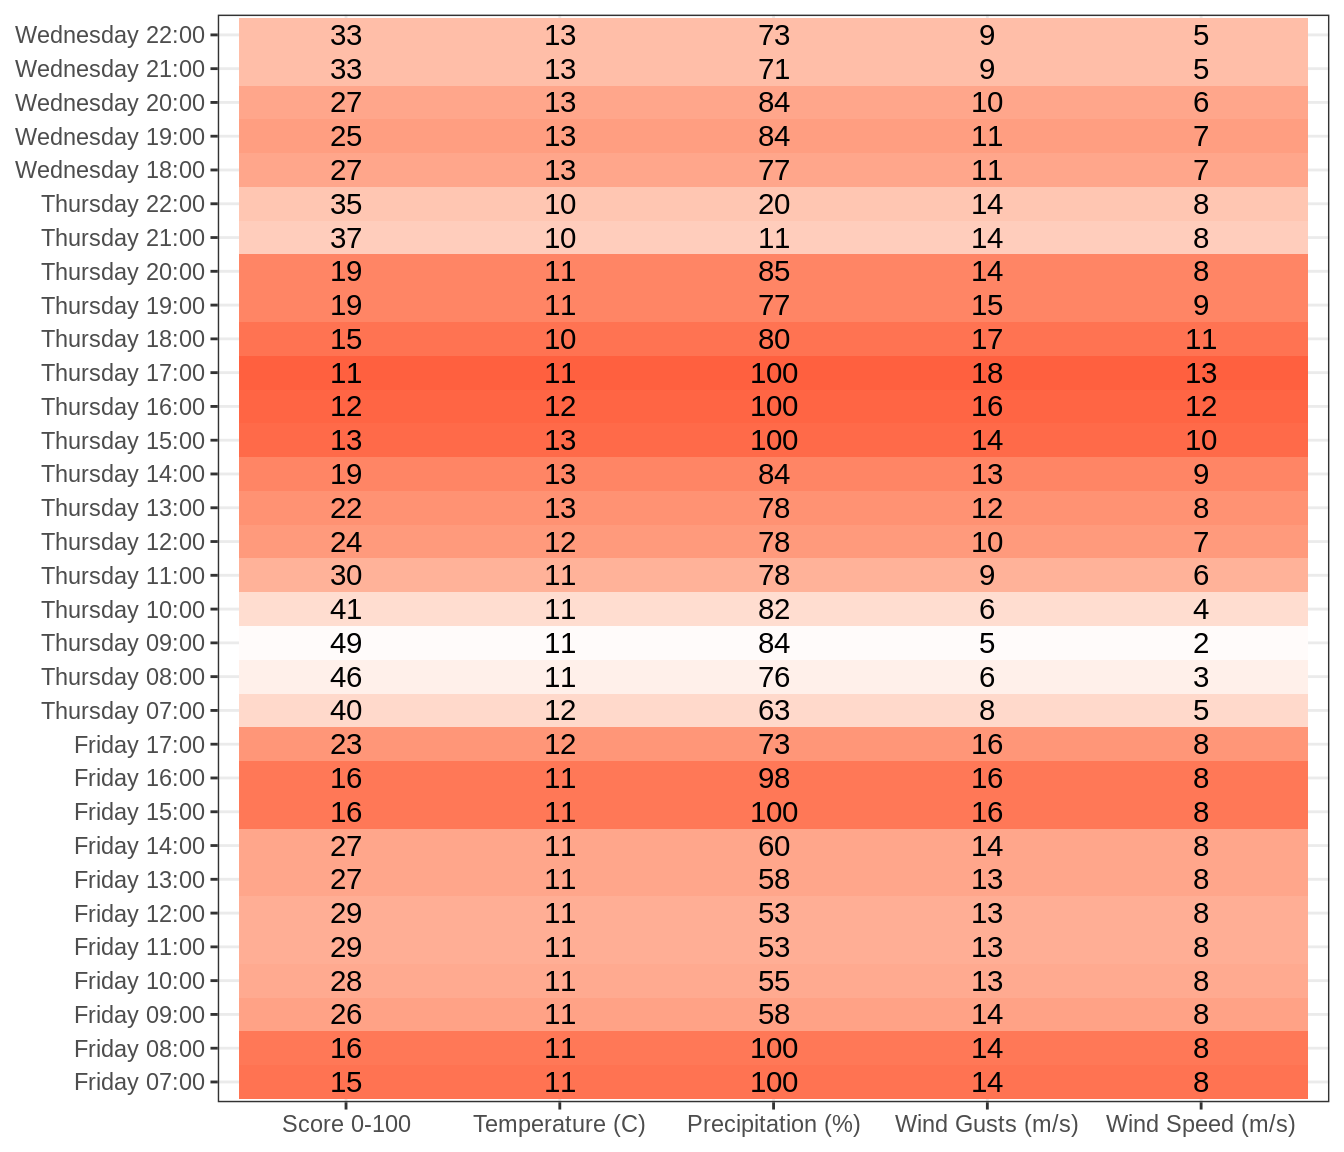 Wednesday 22:00 33 13 73 9 5
Wednesday 21:00 33 13 71 9 5
Wednesday 20:00 27 13 84 10 6
Wednesday 19:00 25 13 84 11 7
Wednesday 18:00 27 13 77 11 7
Thursday 22:00 35 10 20 14 8
Thursday 21:00 37 10 11 14 8
Thursday 20:00 19 11 85 14 8
Thursday 19:00 19 11 77 15 9
Thursday 18:00 15 10 80 17 11
Thursday 17:00 11 11 100 18 13
Thursday 16:00 12 12 100 16 12
Thursday 15:00 13 13 100 14 10
Thursday 14:00 19 13 84 13 9
Thursday 13:00 22 13 78 12 8
Thursday 12:00 24 12 78 10 7
Thursday 11:00 30 11 78 9 6
Thursday 10:00 41 11 82 6 4
Thursday 09:00 49 11 84 5 2
Thursday 08:00 46 11 76 6 3
Thursday 07:00 40 12 63 8 5
Friday 17:00 23 12 73 16 8
Friday 16:00 16 11 98 16 8
Friday 15:00 16 11 100 16 8
Friday 14:00 27 11 60 14 8
Friday 13:00 27 11 58 13 8
Friday 12:00 29 11 53 13 8
Friday 11:00 29 11 53 13 8
Friday 10:00 28 11 55 13 8
Friday 09:00 26 11 58 14 8
Friday 08:00 16 11 100 14 8
Friday 07:00 15 11 100 14 8
Score 0-100 Temperature (C) Precipitation (%) Wind Gusts (m/s) Wind Speed (m/s)